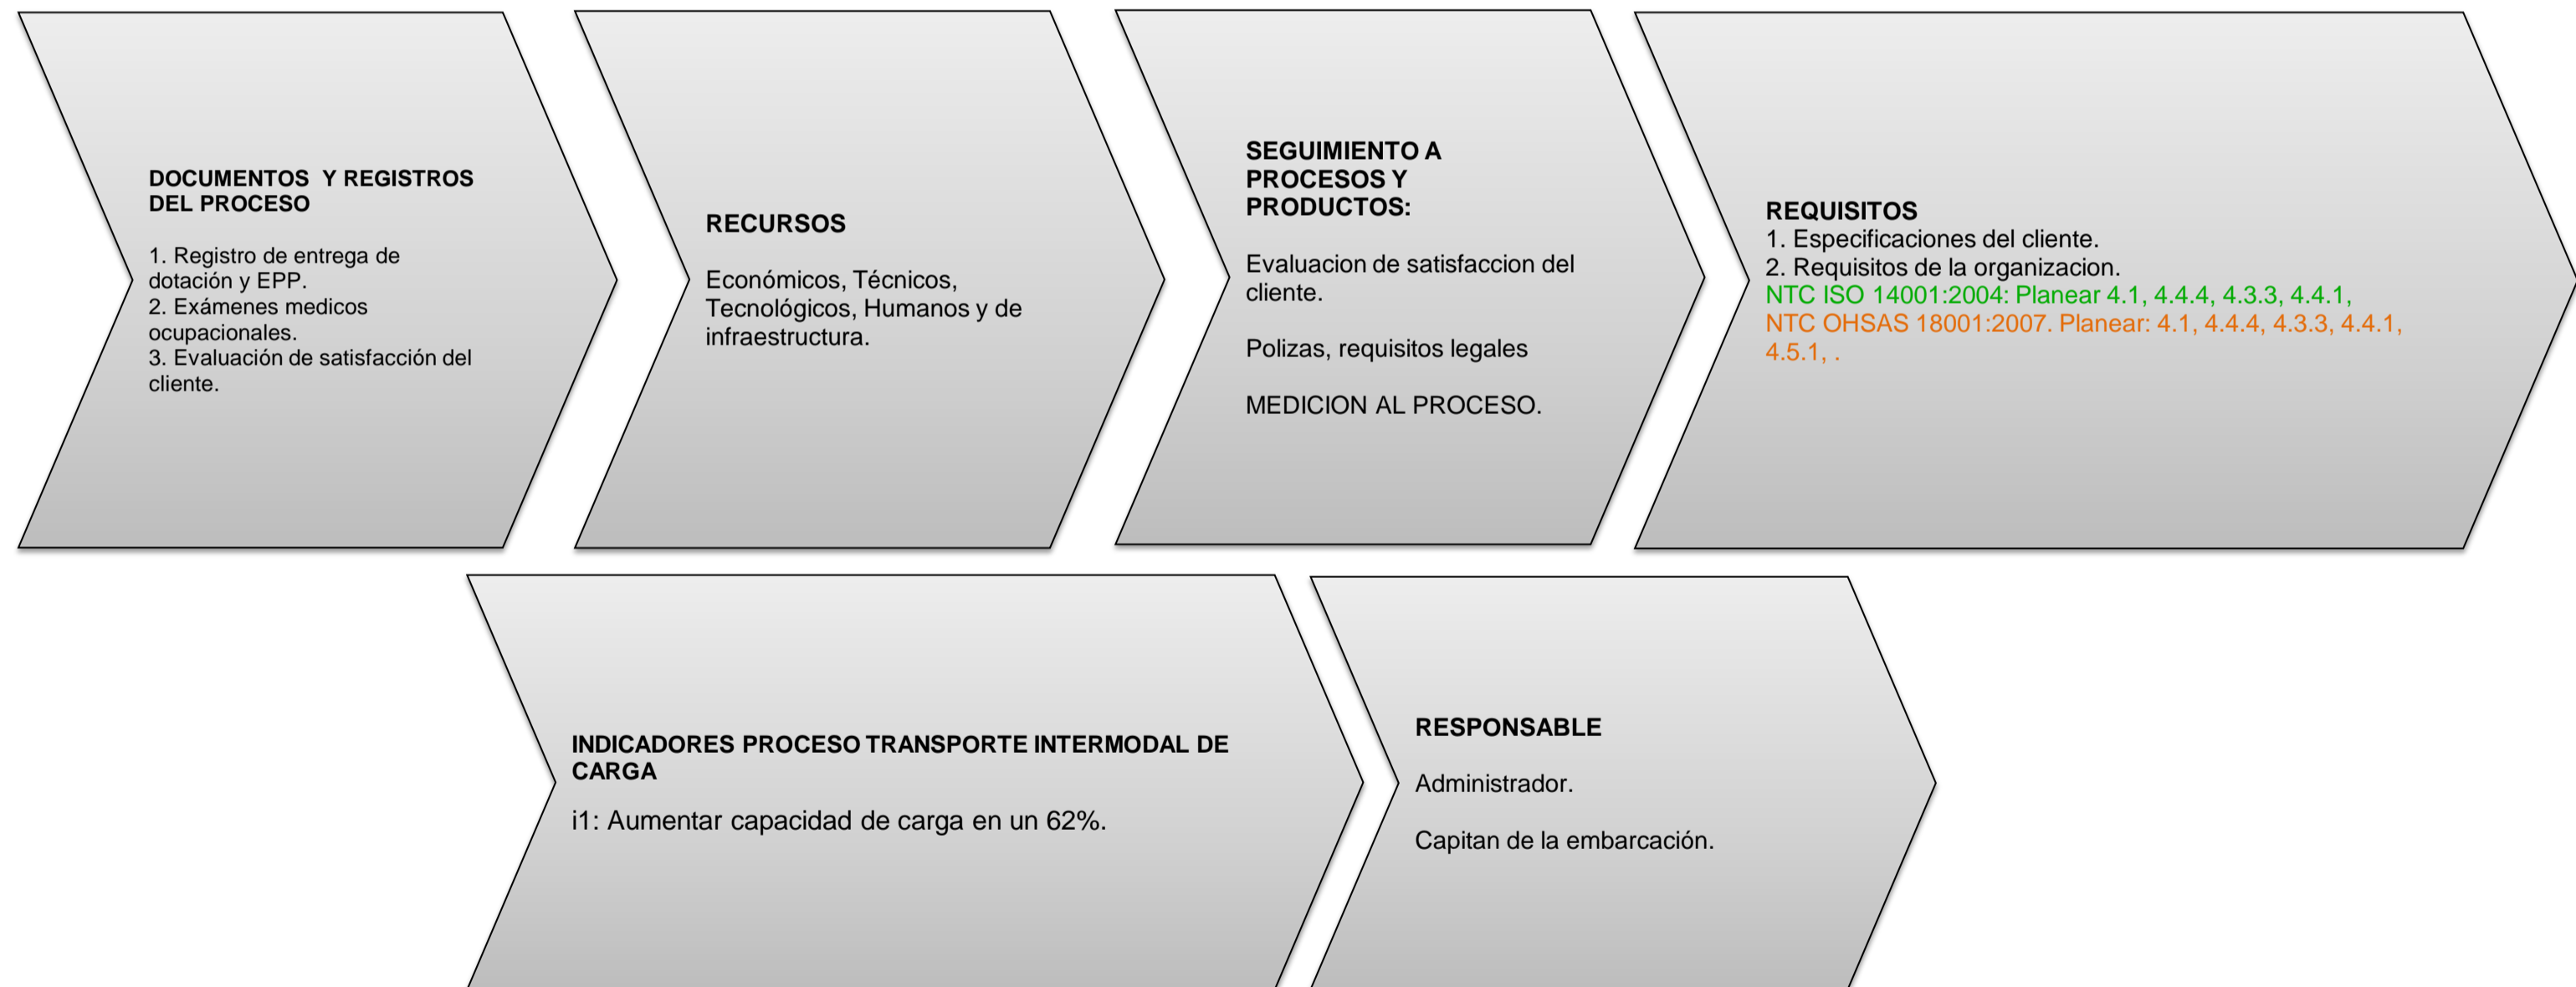 DOCUMENTOS Y REGISTROS
DEL PROCESO
1. Registro de entrega de
dotación y EPP.
2. Exámenes medicos
ocupacionales.
3. Evaluación de satisfacción del
cliente.
RECURSOS
Económicos, Técnicos,
Tecnológicos, Humanos y de
infraestructura.
SEGUIMIENTO A
PROCESOS Y
PRODUCTOS:
Evaluacion de satisfaccion del
cliente.
Polizas, requisitos legales
MEDICION AL PROCESO.
REQUISITOS
1. Especificaciones del cliente.
2. Requisitos de la organizacion.
NTC ISO 14001:2004: Planear 4.1, 4.4.4, 4.3.3, 4.4.1,
NTC OHSAS 18001:2007. Planear: 4.1, 4.4.4, 4.3.3, 4.4.1,
4.5.1, .
INDICADORES PROCESO TRANSPORTE INTERMODAL DE
CARGA
i1: Aumentar capacidad de carga en un 62%.
RESPONSABLE
Administrador.
Capitan de la embarcación.